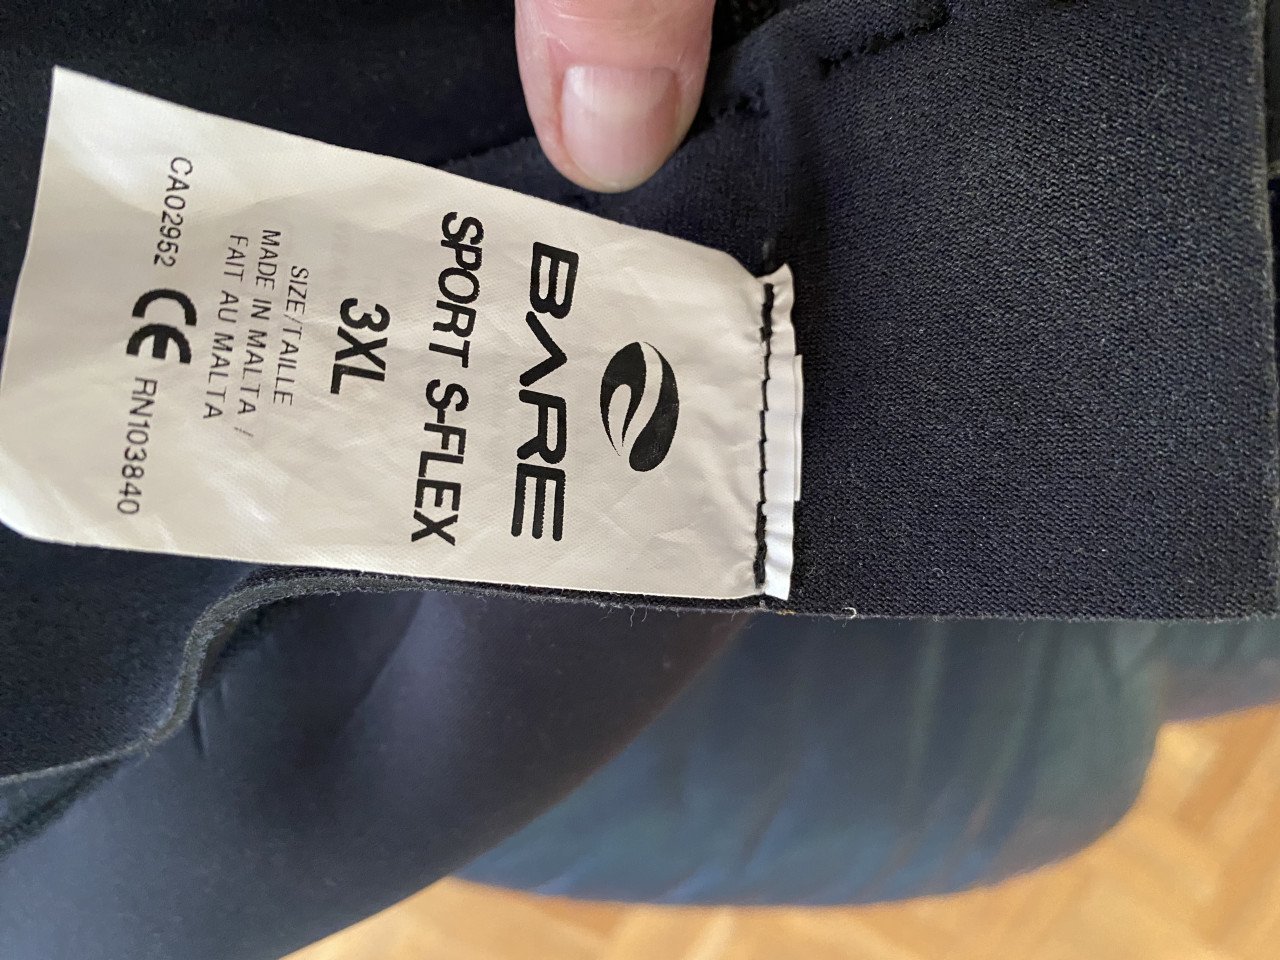 BARE
SPORT S-FLEX
3XL
SIZE/TAILLE
MADE IN MALTA /
FAIT AU MALTA
CA02952 CE RN103840